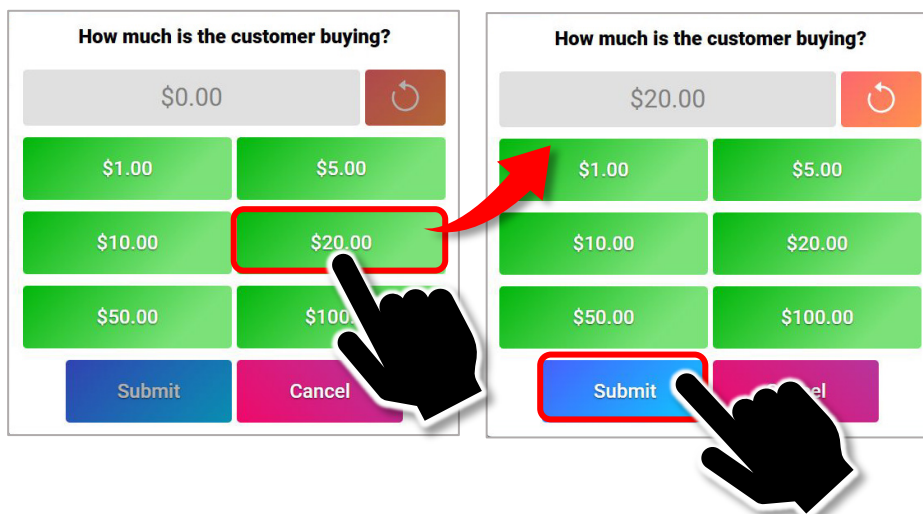 How much is the customer buying?
$0.00
$1.00 $5.00
$10.00 $20.00
$50.00 $100
Submit Cancel
How much is the customer buying?
$20.00
$1.00 $5.00
$10.00 $20.00
$50.00 $100.00
Submit el